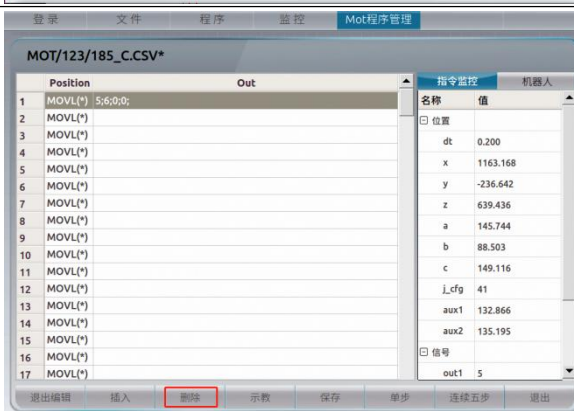 登录 文件 程序 监控 Mot程序管理
MOT/123/185_C.CSV*
Position Out
1 MOVL(*) 5;6;0;0;
2 MOVL(*)
3 MOVL(*)
4 MOVL(*)
5 MOVL(*)
6 MOVL(*)
7 MOVL(*)
8 MOVL(*)
9 MOVL(*)
10 MOVL(*)
11 MOVL(*)
12 MOVL(*)
13 MOVL(*)
14 MOVL(*)
15 MOVL(*)
16 MOVL(*)
17 MOVL(*)
指令监控 机器人
名称 值
位置
dt 0.200
x 1163.168
y -236.642
z 639.436
a 145.744
b 88.503
c 149.116
j_cfg 41
aux1 132.866
aux2 135.195
信号
out1 5
退出编辑 插入 删除 示教 保存 单步 连续五步 退出